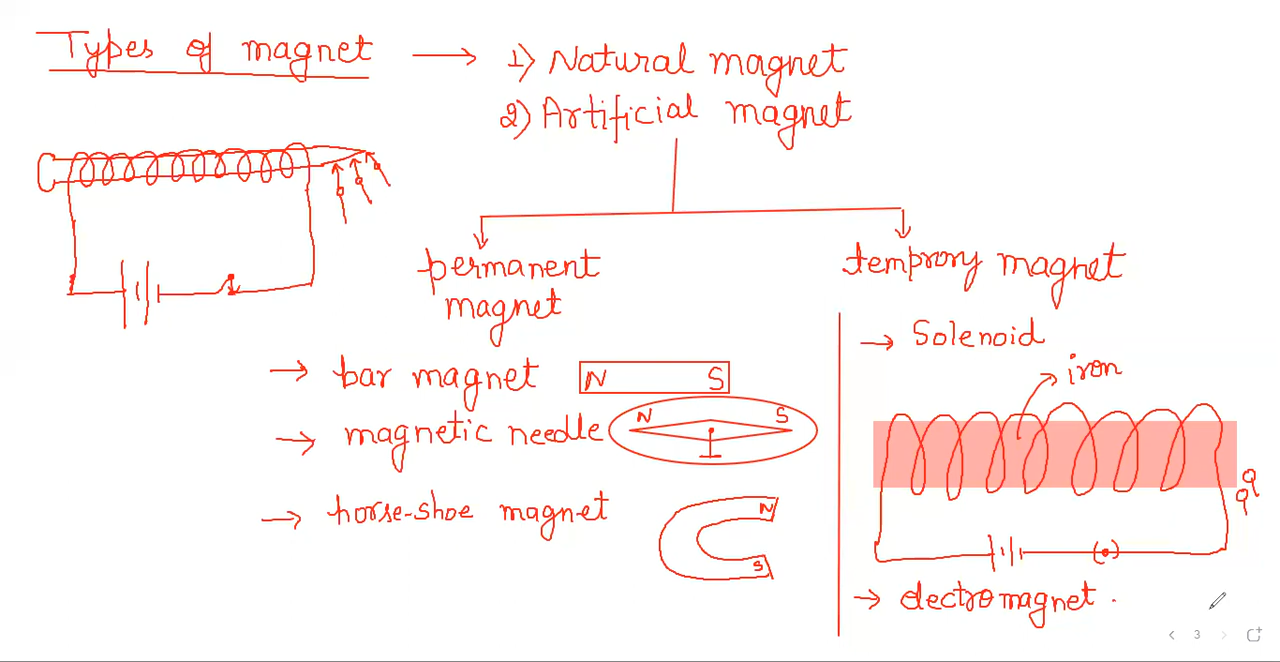 Types of magnet → 1) Natural magnet
2) Artificial magnet
permanent
magnet
→ bar magnet
N S
→ magnetic needle
N S
→ horse-shoe magnet
N
S
temprory magnet
→ Solenoid
iron
→ electromagnet .
3